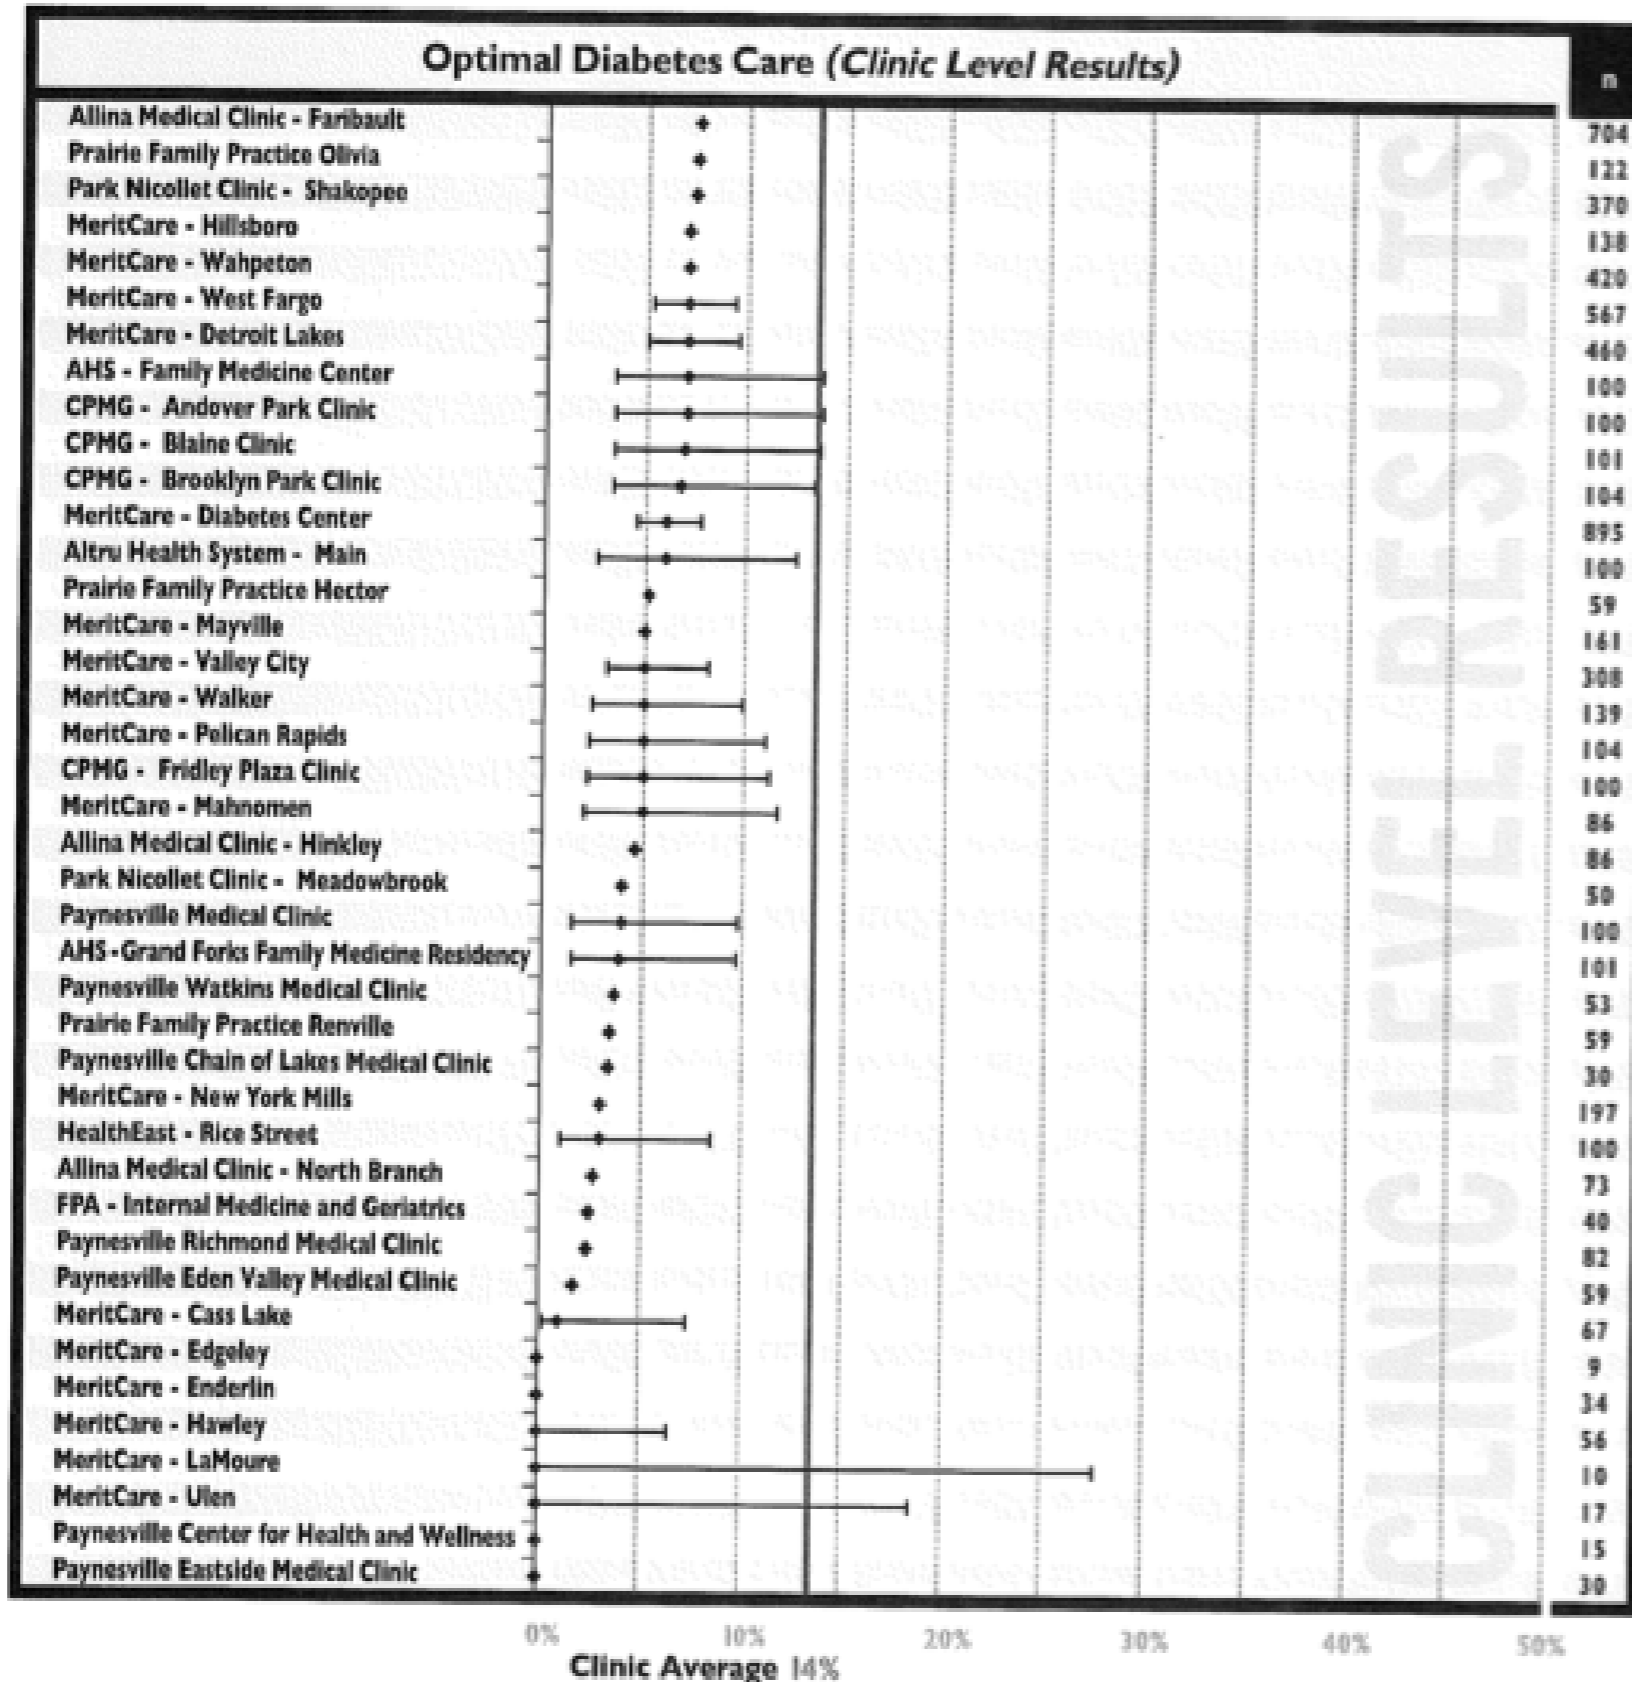 Optimal Diabetes Care (Clinic Level Results) n
Allina Medical Clinic - Faribault 704
Prairie Family Practice Olivia 122
Park Nicollet Clinic - Shakopee 370
MeritCare - Hillsboro 138
MeritCare - Wahpeton 420
MeritCare - West Fargo 567
MeritCare - Detroit Lakes 460
AHS - Family Medicine Center 100
CPMG - Andover Park Clinic 100
CPMG - Blaine Clinic 101
CPMG - Brooklyn Park Clinic 104
MeritCare - Diabetes Center 895
Altru Health System - Main 100
Prairie Family Practice Hector 59
MeritCare - Mayville 161
MeritCare - Valley City 308
MeritCare - Walker 139
MeritCare - Pelican Rapids 104
CPMG - Fridley Plaza Clinic 100
MeritCare - Mahnomen 86
Allina Medical Clinic - Hinkley 86
Park Nicollet Clinic - Meadowbrook 50
Paynesville Medical Clinic 100
AHS-Grand Forks Family Medicine Residency 101
Paynesville Watkins Medical Clinic 53
Prairie Family Practice Renville 59
Paynesville Chain of Lakes Medical Clinic 30
MeritCare - New York Mills 197
HealthEast - Rice Street 100
Allina Medical Clinic - North Branch 73
FPA - Internal Medicine and Geriatrics 40
Paynesville Richmond Medical Clinic 82
Paynesville Eden Valley Medical Clinic 59
MeritCare - Cass Lake 67
MeritCare - Edgeley 9
MeritCare - Enderlin 34
MeritCare - Hawley 56
MeritCare - LaMoure 10
MeritCare - Ulen 17
Paynesville Center for Health and Wellness 15
Paynesville Eastside Medical Clinic 30
CLINIC LEVEL RESULTS
0% 10% 20% 30% 40% 50%
Clinic Average 14%